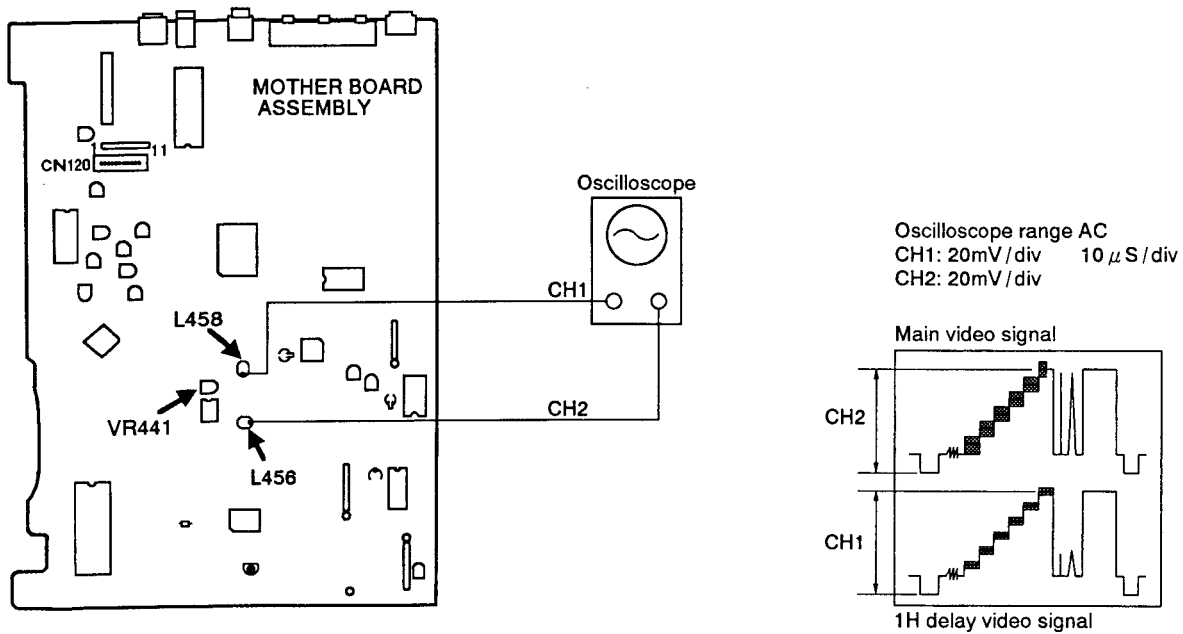 MOTHER BOARD
ASSEMBLY
1 11
CN120
Oscilloscope
CH1
L458
VR441
CH2
L456
Oscilloscope range AC
CH1: 20mV/div 10 μS/div
CH2: 20mV/div
Main video signal
CH2
CH1
1H delay video signal